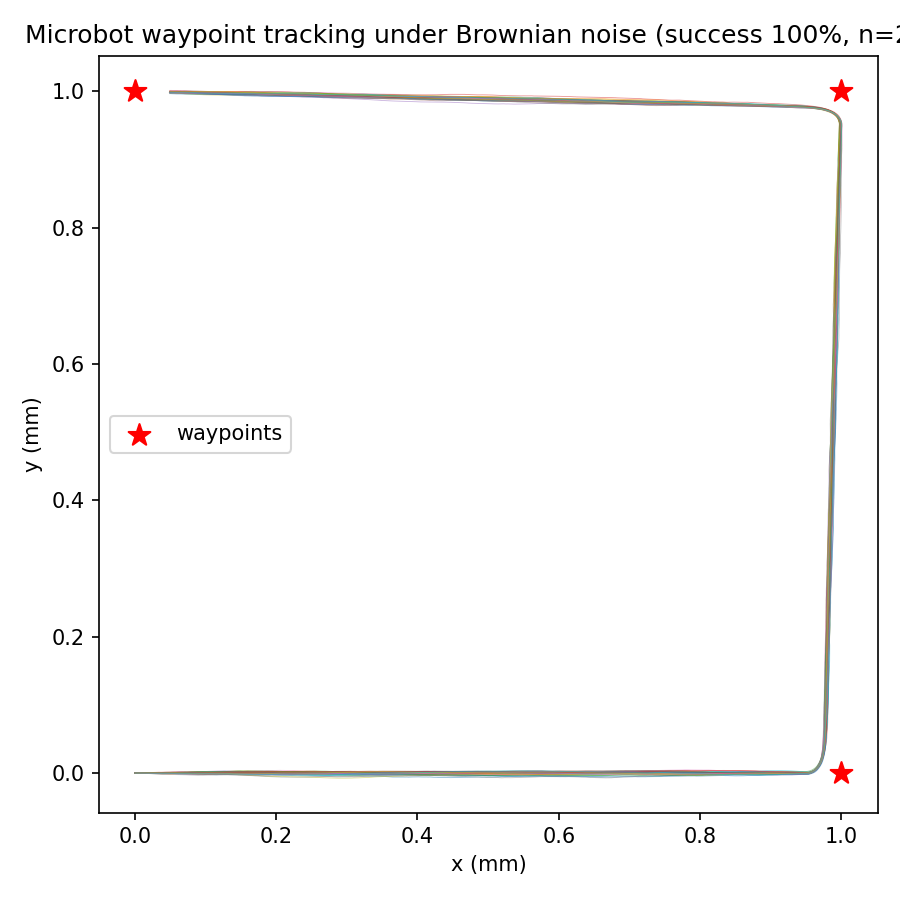 Microbot waypoint tracking under Brownian noise (success 100%, n=2
1.0
0.8
0.6
0.4
0.2
0.0
y (mm)
waypoints
0.0 0.2 0.4 0.6 0.8 1.0
x (mm)